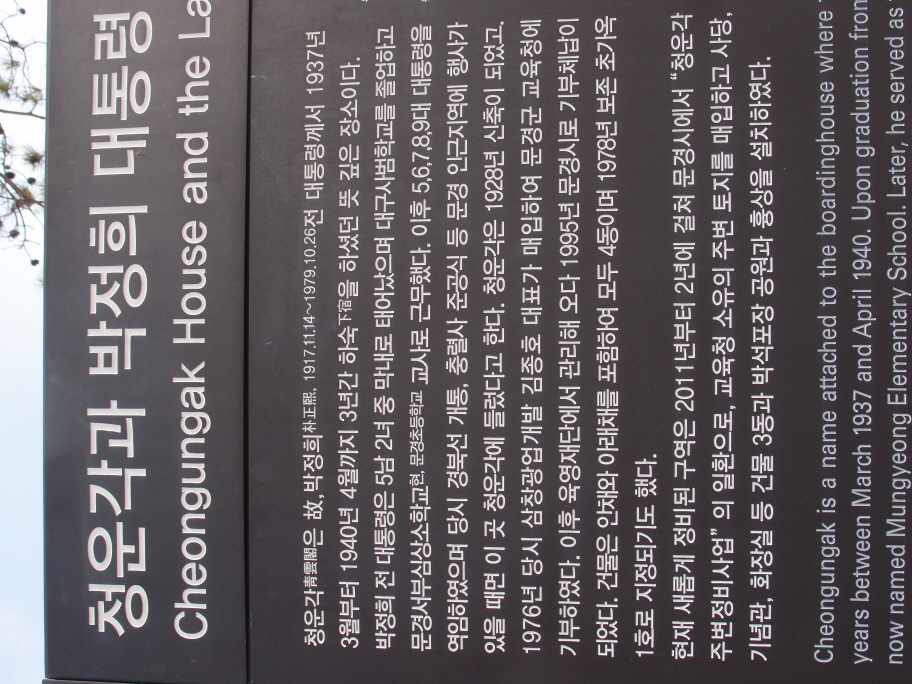 청운각과 박정희 대통령
Cheongungak House and the
청운각靑雲閣은 故, 박정희朴正熙, 1917.11.14~1979.10.26전 대통령께서 1937년
3월부터 1940년 4월까지 3년간 하숙下宿을 하셨던 뜻 깊은 장소이다.
박정희 전 대통령은 5남 2녀 중 막내로 태어났으며 대구사범학교를 졸업하고
문경서부심상소학교현, 문경초등학교 교사로 근무했다. 이후 5,6,7,8,9대 대통령을
역임하였으며 당시 경북선 개통, 충렬사 준공식 등 문경 인근지역에 행사가
있을 때면 이 곳 청운각에 들렀다고 한다. 청운각은 1928년 신축이 되었고,
1976년 당시 삼창광업개발 김종호 대표가 매입하여 문경군 교육청에
기부하였다. 이후 육영재단에서 관리해 오다 1995년 문경시로 기부체납이
되었다. 건물은 안채와 아래채를 포함하여 모두 4동이며 1978년 보존 초가옥
1호로 지정되기도 했다.
현재 새롭게 정비된 구역은 2011년부터 2년에 걸쳐 문경시에서 “청운각
주변정비사업” 의 일환으로, 교육청 소유의 주변 토지를 매입하고 사당,
기념관, 화장실 등 건물 3동과 박석포장 공원과 흉상을 설치하였다.
Cheongungak is a name attached to the boardinghouse where
years between March 1937 and April 1940. Upon graduation from
now named Mungyeong Elementary School. Later, he served as